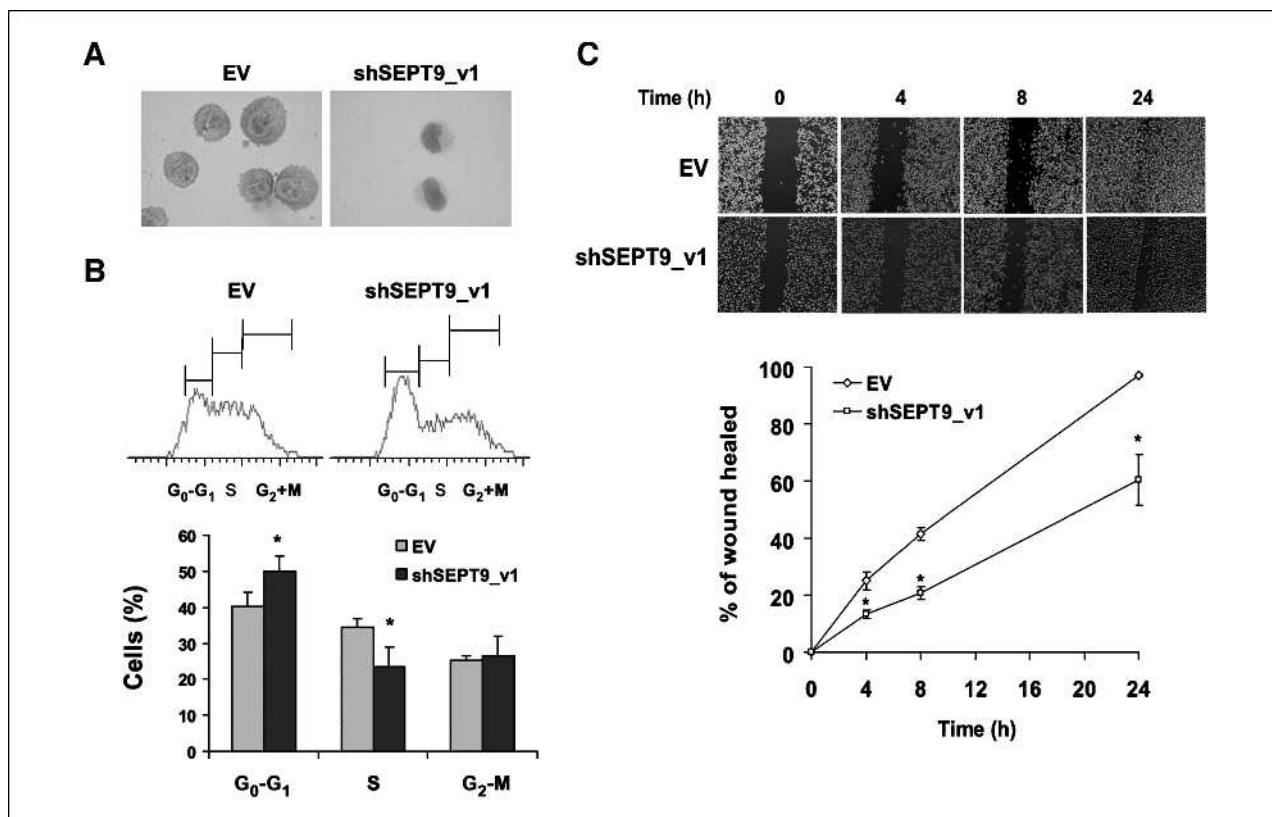 A
EV shSEPT9_v1
B
EV shSEPT9_v1
G₀-G₁ S G₂+M G₀-G₁ S G₂+M
60
50
40
30
20
10
0
Cells (%)
* *
EV
shSEPT9_v1
G₀-G₁ S G₂-M
C
Time (h) 0 4 8 24
EV
shSEPT9_v1
100
80
60
40
20
0
% of wound healed
EV
shSEPT9_v1
* * *
0 4 8 12 16 20 24
Time (h)